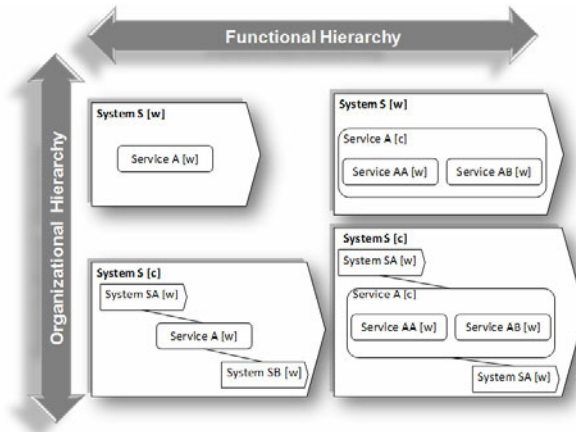 Functional Hierarchy
Organizational Hierarchy
System S [w]
Service A [w]
System S [w]
Service A [c]
Service AA [w]
Service AB [w]
System S [c]
System SA [w]
Service A [w]
System SB [w]
System S [c]
System SA [w]
Service A [c]
Service AA [w]
Service AB [w]
System SA [w]